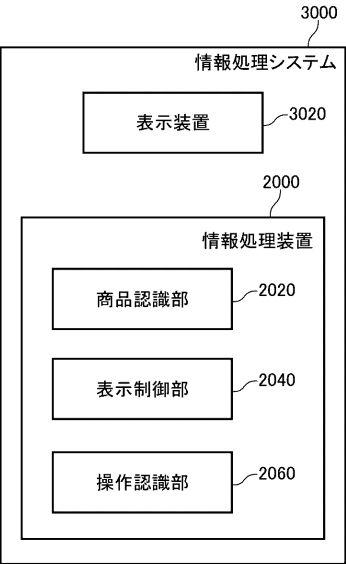 3000
情報処理システム
表示装置
3020
2000
情報処理装置
商品認識部
2020
表示制御部
2040
操作認識部
2060